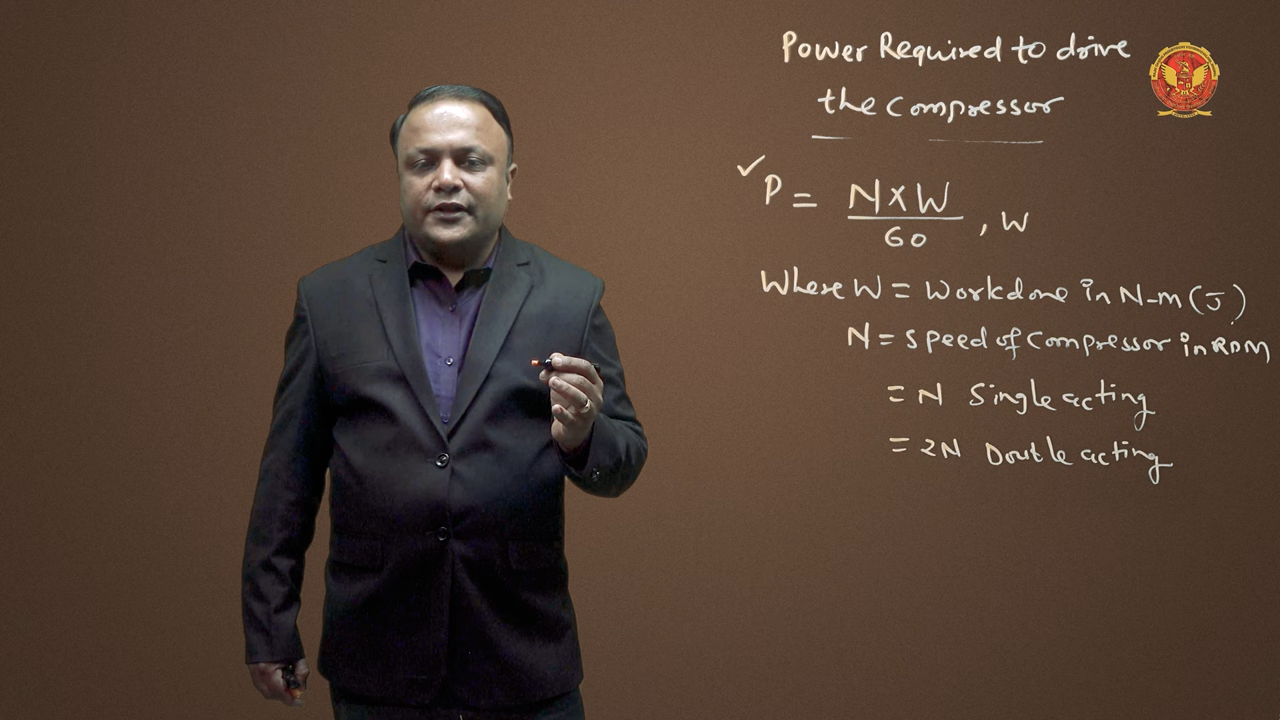 Power Required to drive
the Compressor
✓ P = N×W / 60 , W
Where W = Workdone in N-m (J)
N = Speed of Compressor in RPM
= N Single acting
= 2N Double acting